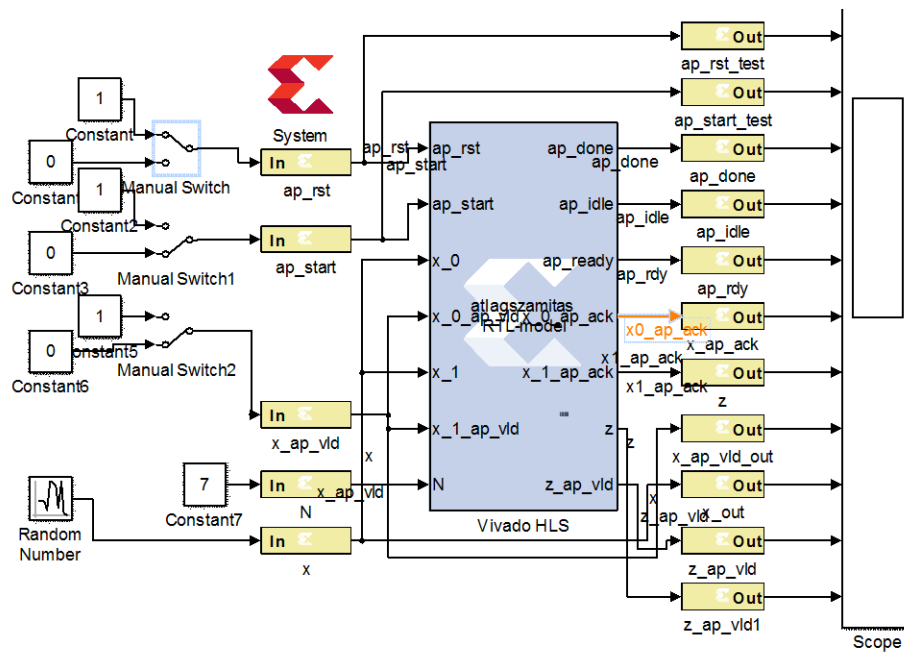 Out
ap_rst_test
1
Constant
System
Out
ap_start_test
In
ap_rst
ap_rst
ap_start
ap_rst
ap_done
ap_done
Out
ap_done
0
Constant
Manual Switch
1
Constant2
ap_start
ap_idle
ap_idle
Out
ap_idle
In
ap_start
0
Constant3
Manual Switch1
x_0
ap_ready
ap_rdy
Out
ap_rdy
1
Constant5
x_0_ap_vld
x_0_ap_ack
x0_ap_ack
Out
x_ap_ack
atlagszamitas
RTL-model
0
Constant6
Manual Switch2
x_1
x_1_ap_ack
x1_ap_ack
x1_ap_ack
Out
z
In
x_ap_vld
x
x_1_ap_vld
z
z
Out
x_ap_vld_out
7
Constant7
In
N
x_ap_vld
N
z_ap_vld
x
z_ap_vld
Out
x_out
Vivado HLS
Random
Number
In
x
Out
z_ap_vld
Out
z_ap_vld1
Scope